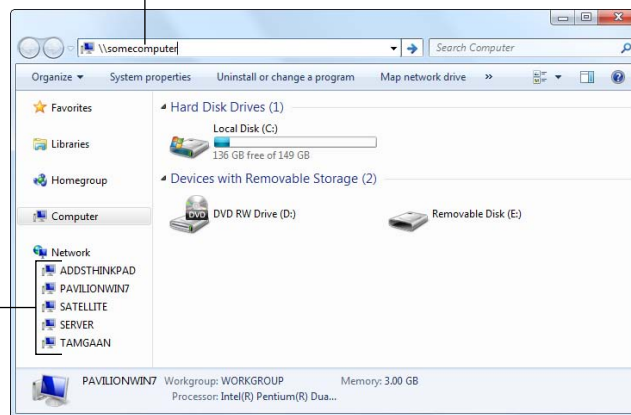 \\somecomputer
Search Computer
Organize System properties Uninstall or change a program Map network drive »
Favorites
Libraries
Homegroup
Computer
Network
ADDSTHINKPAD
PAVILIONWIN7
SATELLITE
SERVER
TAMGAAN
Hard Disk Drives (1)
Local Disk (C:)
136 GB free of 149 GB
Devices with Removable Storage (2)
DVD
DVD RW Drive (D:)
Removable Disk (E:)
PAVILIONWIN7 Workgroup: WORKGROUP Memory: 3.00 GB
Processor: Intel(R) Pentium(R) Dua...